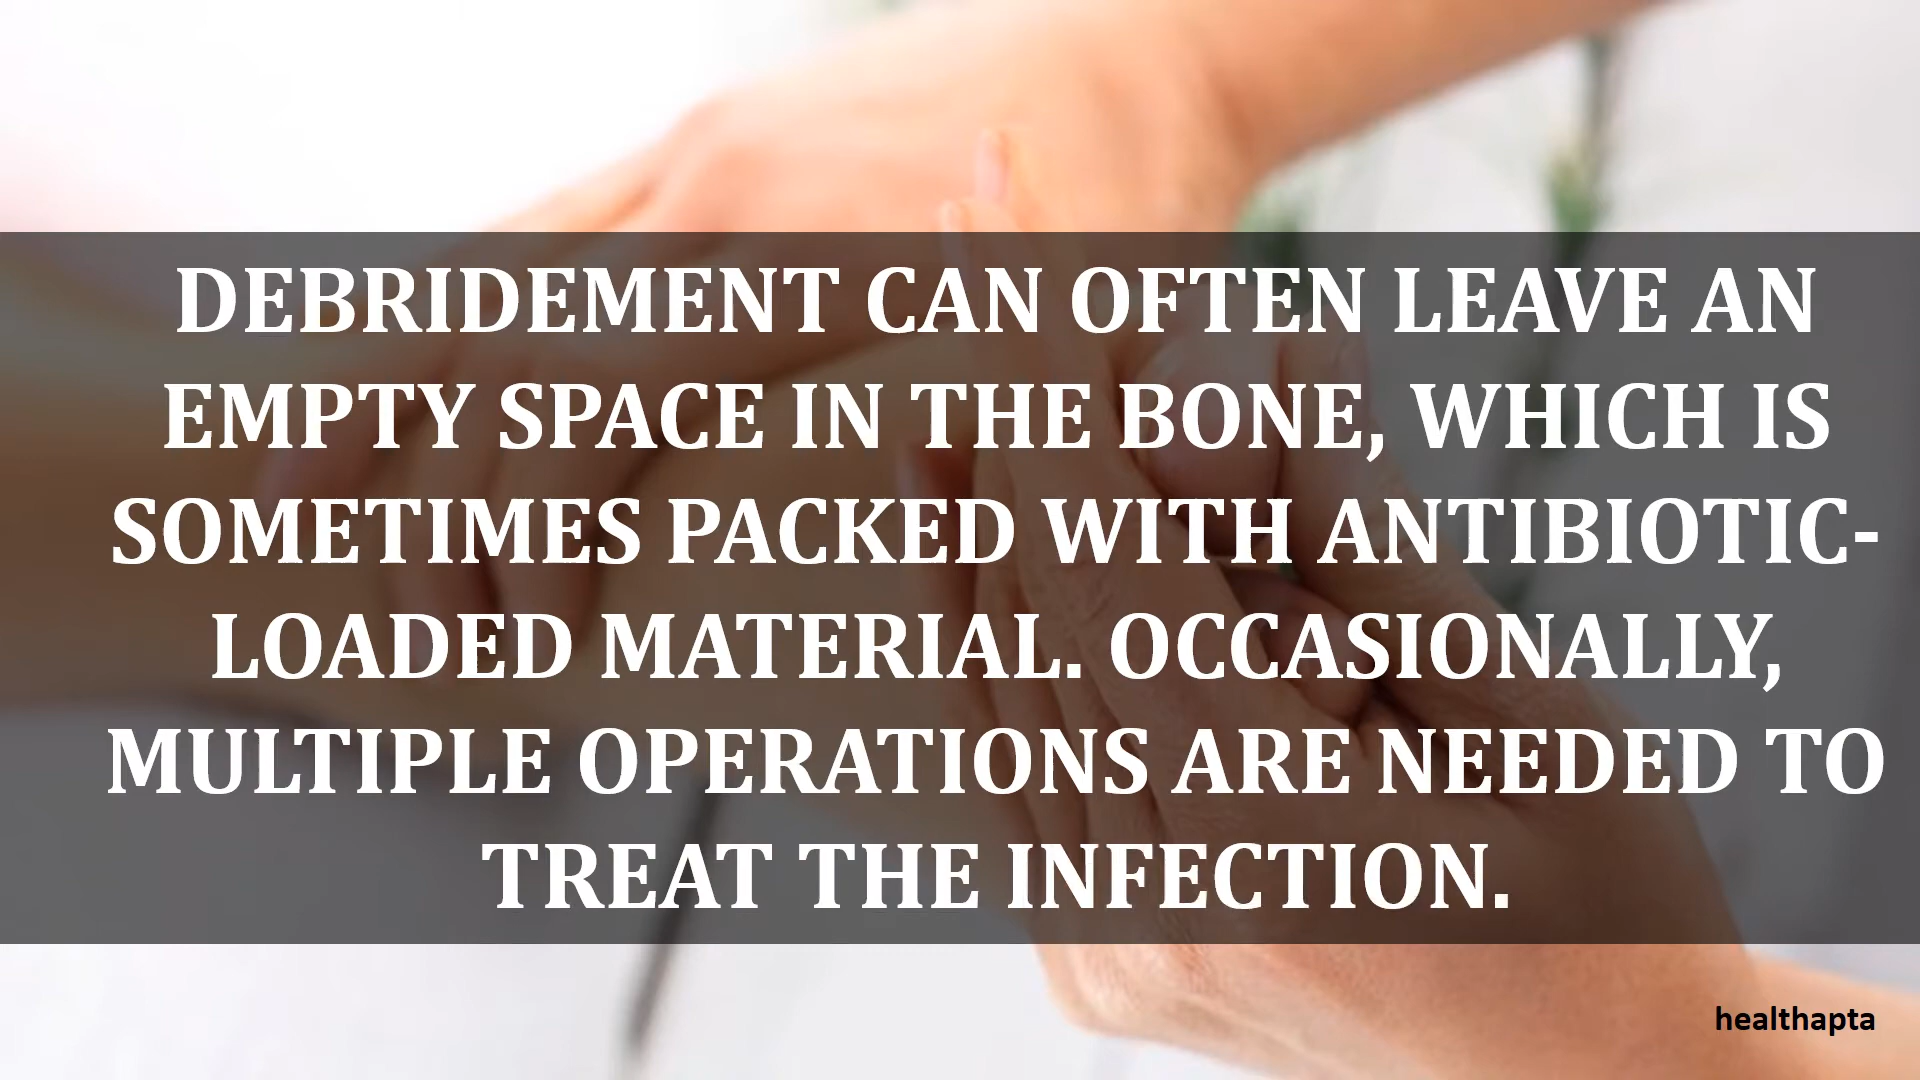 DEBRIDEMENT CAN OFTEN LEAVE AN
EMPTY SPACE IN THE BONE, WHICH IS
SOMETIMES PACKED WITH ANTIBIOTIC-
LOADED MATERIAL. OCCASIONALLY,
MULTIPLE OPERATIONS ARE NEEDED TO
TREAT THE INFECTION.
healthapta